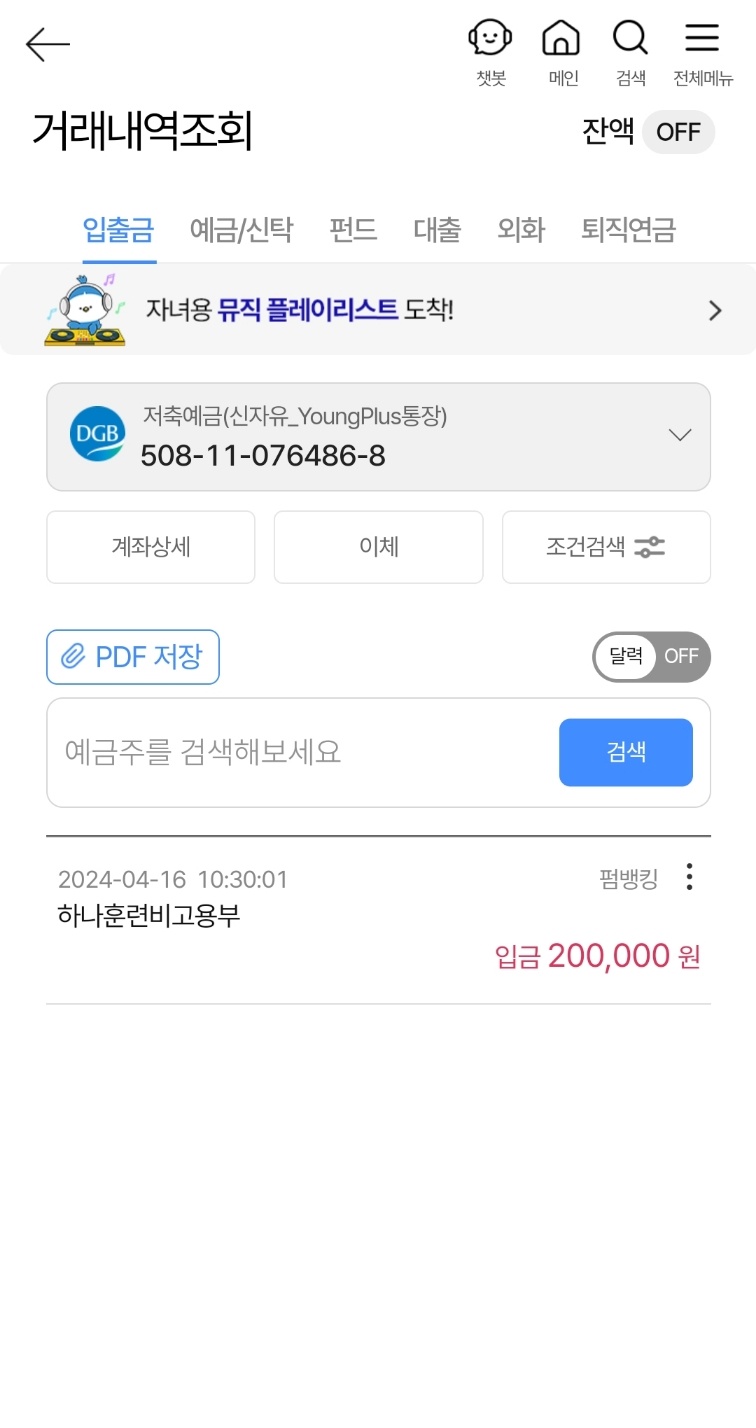 챗봇 메인 검색 전체메뉴
거래내역조회 잔액 OFF
입출금 예금/신탁 펀드 대출 외화 퇴직연금
자녀용 뮤직 플레이리스트 도착!
저축예금(신자유_YoungPlus통장)
DGB 508-11-076486-8
계좌상세 이체 조건검색
PDF 저장 달력 OFF
예금주를 검색해보세요 검색
2024-04-16 10:30:01 펌뱅킹
하나훈련비고용부
입금 200,000 원